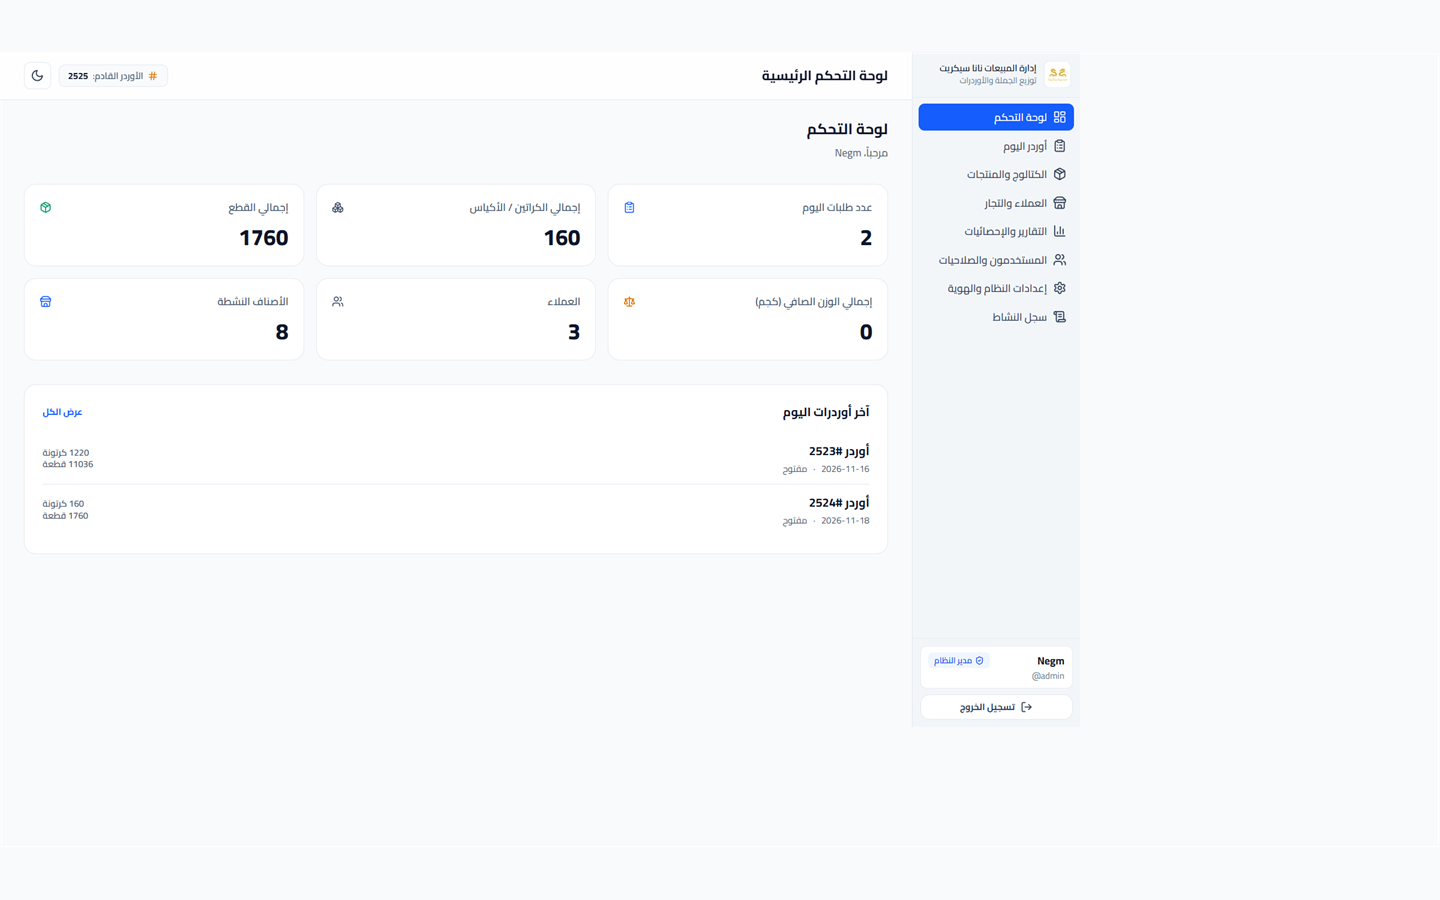 إدارة المبيعات نانا سيكريت
توزيع الجملة والأوردرات
لوحة التحكم
أوردر اليوم
الكتالوج والمنتجات
العملاء والتجار
التقارير والإحصائيات
المستخدمون والصلاحيات
إعدادات النظام والهوية
سجل النشاط
Negm
مدير النظام
@admin
تسجيل الخروج
لوحة التحكم الرئيسية
# الأوردر القادم: 2525
لوحة التحكم
مرحباً، Negm
عدد طلبات اليوم
2
إجمالي الكراتين / الأكياس
160
إجمالي القطع
1760
إجمالي الوزن الصافي (كجم)
0
العملاء
3
الأصناف النشطة
8
آخر أوردرات اليوم
عرض الكل
أوردر #2523
2026-11-16 · مفتوح
1220 كرتونة
11036 قطعة
أوردر #2524
2026-11-18 · مفتوح
160 كرتونة
1760 قطعة